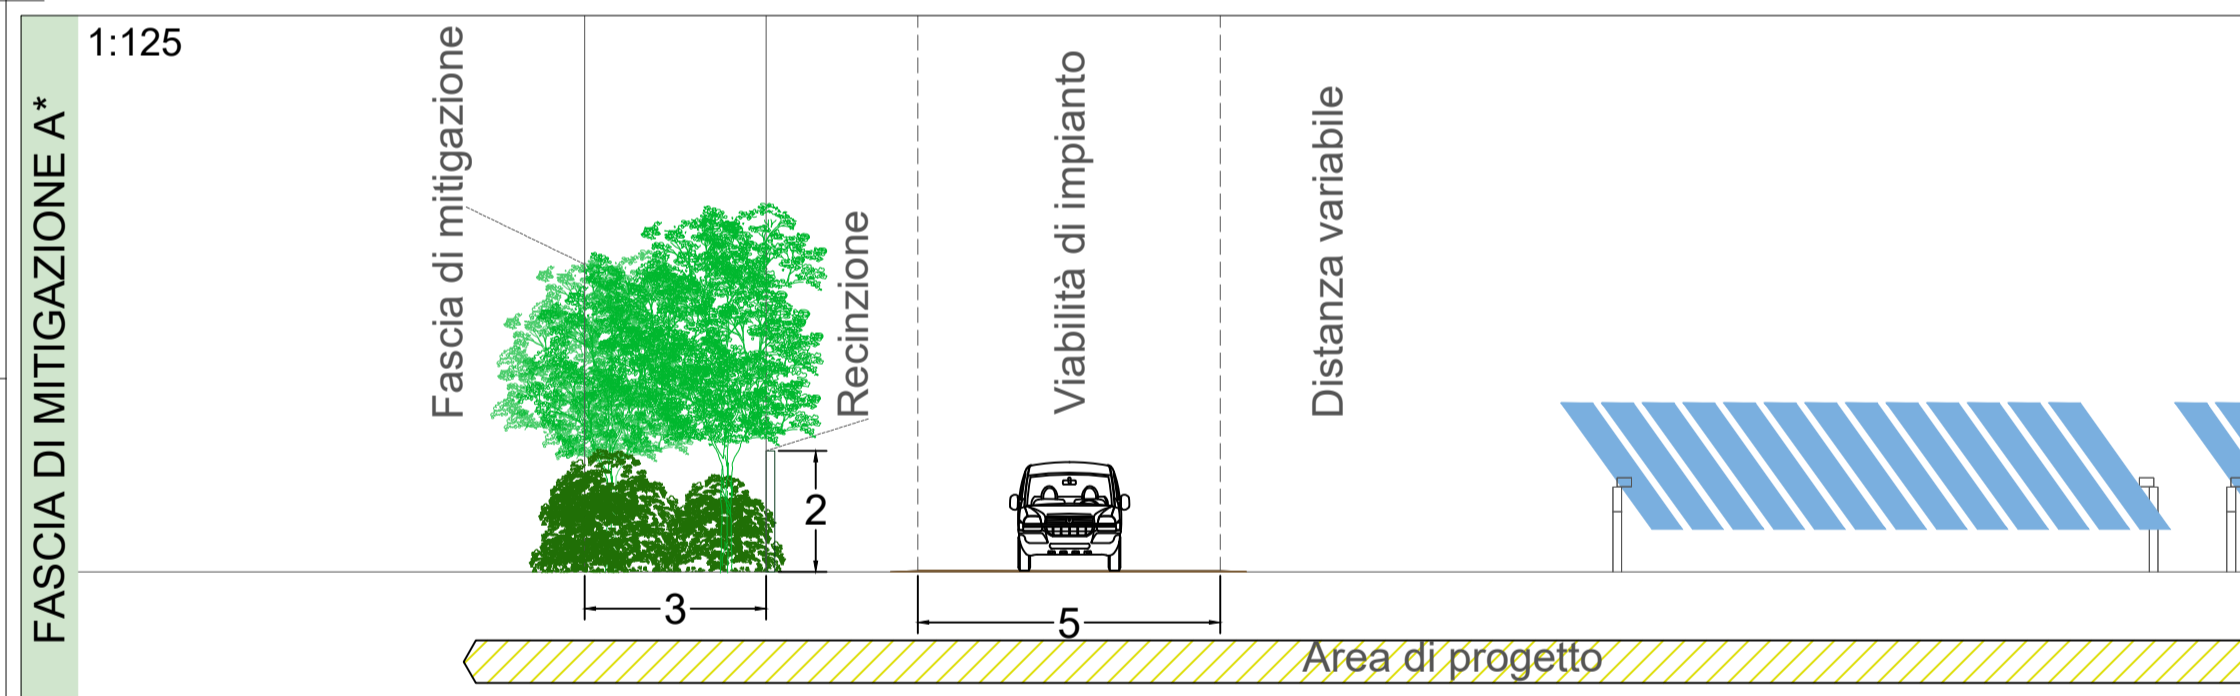 FASCIA DI MITIGAZIONE A*
1:125
Fascia di mitigazione
Recinzione
Viabilità di impianto
Distanza variabile
2
3
5
Area di progetto